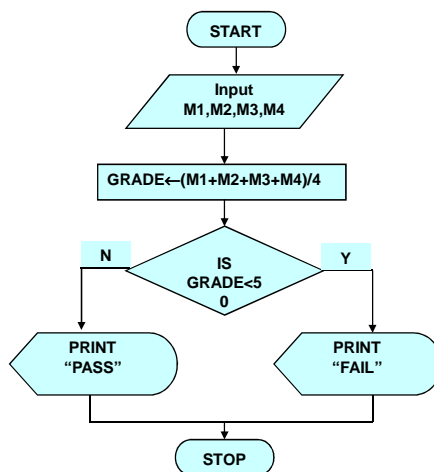 START
Input
M1,M2,M3,M4
GRADE←(M1+M2+M3+M4)/4
N
IS
GRADE<5
0
Y
PRINT
“PASS”
PRINT
“FAIL”
STOP